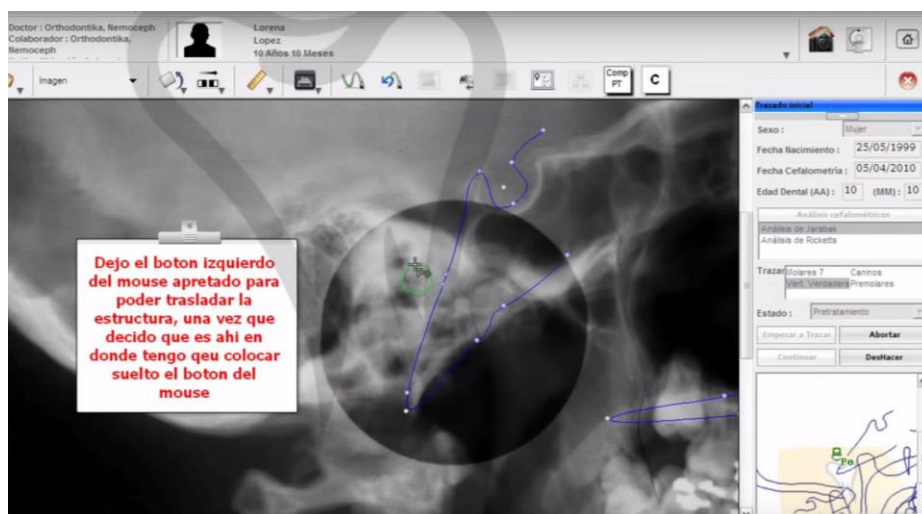 Doctor : Orthodontika, Nemoceph
Colaborador : Orthodontika,
Nemoceph
Lorena
Lopez
10 Años 10 Meses
Imagen
Comp
PT
C
Trazado inicial
Sexo :
Mujer
Fecha Nacimiento :
25/05/1999
Fecha Cefalometría :
05/04/2010
Edad Dental (AA) :
10
(MM) :
10
Análisis cefalométricos
Análisis de Jarabak
Análisis de Ricketts
Trazar
Molares 7 Caninos
Vert. Verdadera Premolares
Estado :
Pretratamiento
Empezar a Trazar
Abortar
Continuar
DesHacer
Po
Dejo el boton izquierdo
del mouse apretado para
poder trasladar la
estructura, una vez que
decido que es ahi en
donde tengo qeu colocar
suelto el boton del
mouse